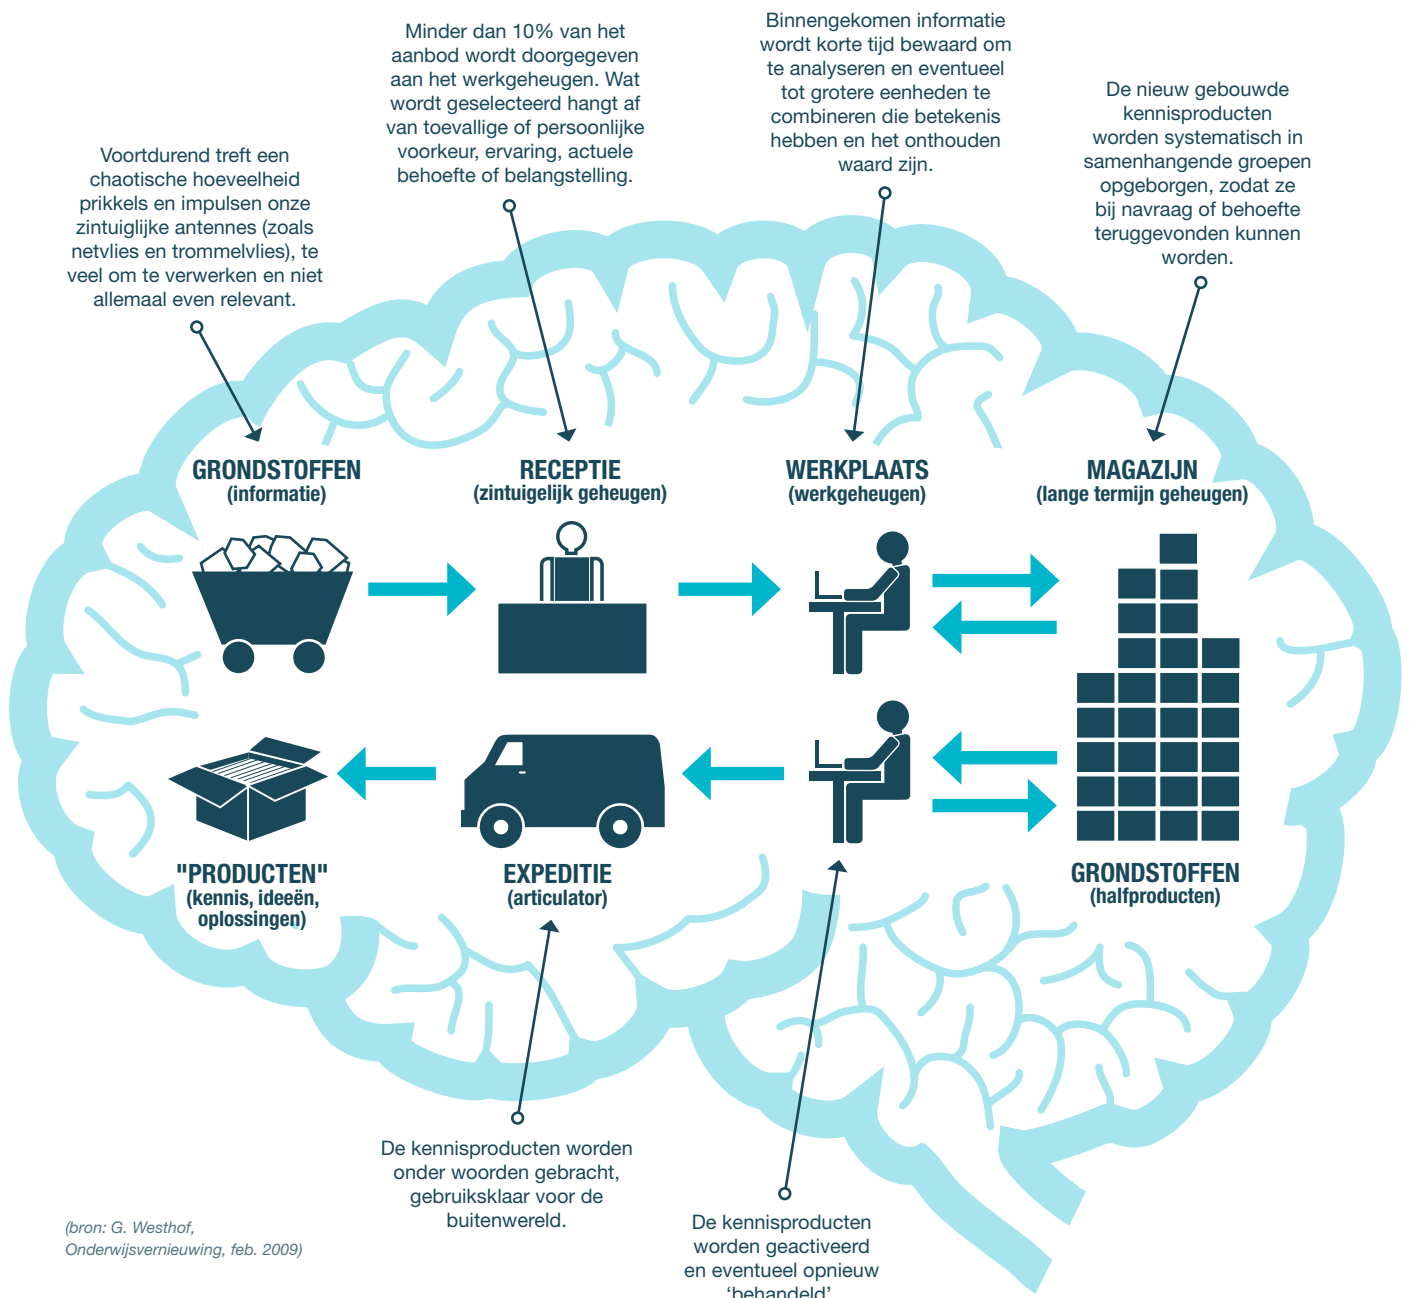 Voortdurend treft een
chaotische hoeveelheid
prikkels en impulsen onze
zintuiglijke antennes (zoals
netvlies en trommelvlies), te
veel om te verwerken en niet
allemaal even relevant.
Minder dan 10% van het
aanbod wordt doorgegeven
aan het werkgeheugen. Wat
wordt geselecteerd hangt af
van toevallige of persoonlijke
voorkeur, ervaring, actuele
behoefte of belangstelling.
Binnengekomen informatie
wordt korte tijd bewaard om
te analyseren en eventueel
tot grotere eenheden te
combineren die betekenis
hebben en het onthouden
waard zijn.
De nieuw gebouwde
kennisproducten
worden systematisch in
samenhangende groepen
opgeborgen, zodat ze
bij navraag of behoefte
teruggevonden kunnen
worden.
GRONDSTOFFEN
(informatie)
RECEPTIE
(zintuigelijk geheugen)
WERKPLAATS
(werkgeheugen)
MAGAZIJN
(lange termijn geheugen)
"PRODUCTEN"
(kennis, ideeën,
oplossingen)
EXPEDITIE
(articulator)
GRONDSTOFFEN
(halfproducten)
De kennisproducten worden
onder woorden gebracht,
gebruiksklaar voor de
buitenwereld.
De kennisproducten
worden geactiveerd
en eventueel opnieuw
‘behandeld’
(bron: G. Westhof,
Onderwijsvernieuwing, feb. 2009)